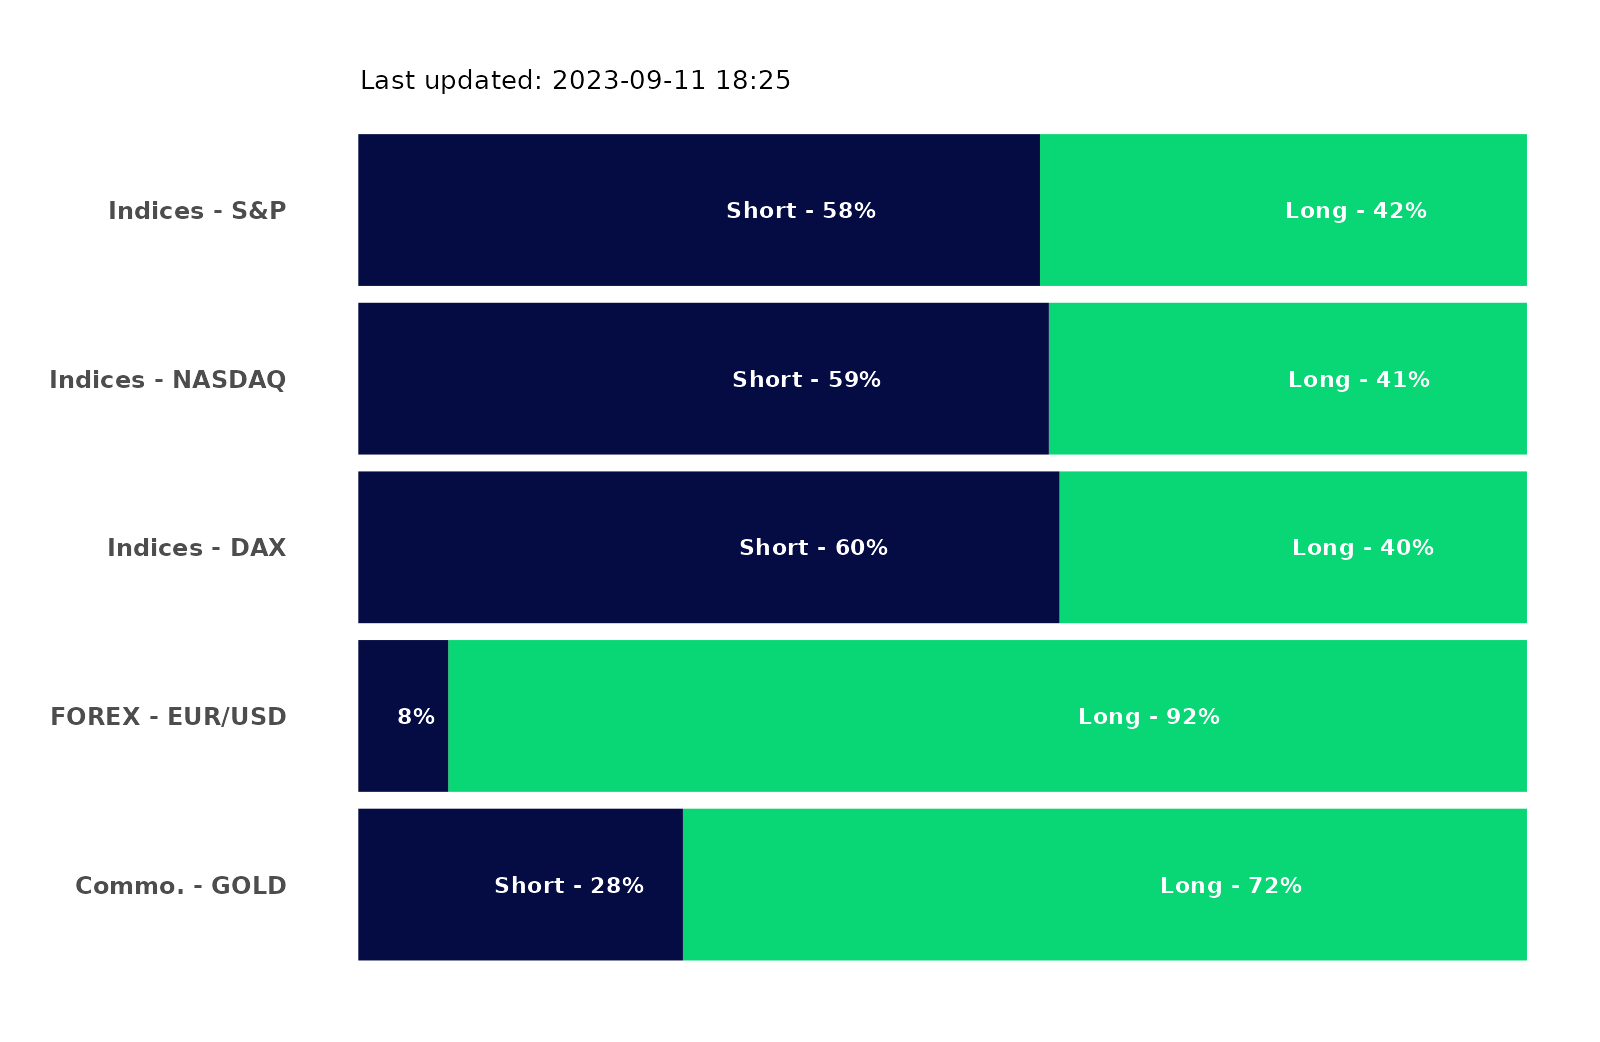 Last updated: 2023-09-11 18:25
Indices - S&P
Short - 58%
Long - 42%
Indices - NASDAQ
Short - 59%
Long - 41%
Indices - DAX
Short - 60%
Long - 40%
FOREX - EUR/USD
8%
Long - 92%
Commo. - GOLD
Short - 28%
Long - 72%